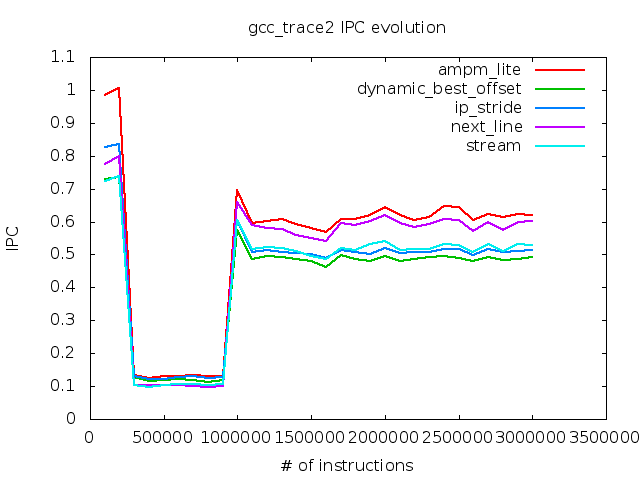 gcc_trace2 IPC evolution
1.1
1
0.9
0.8
0.7
0.6
0.5
0.4
0.3
0.2
0.1
0
IPC
ampm_lite
dynamic_best_offset
ip_stride
next_line
stream
0 500000 1000000 1500000 2000000 2500000 3000000 3500000
# of instructions